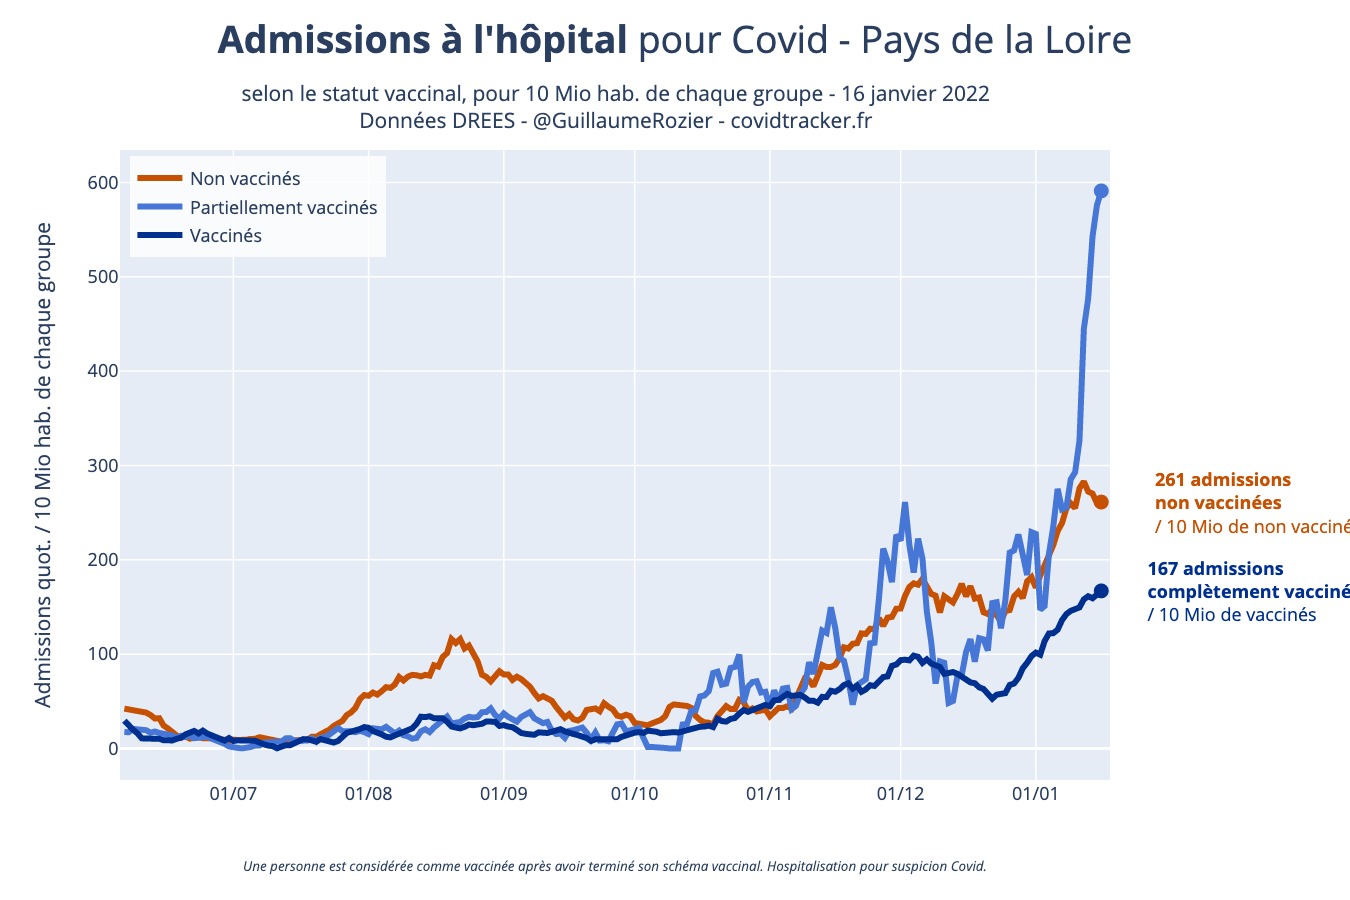 Admissions à l'hôpital pour Covid - Pays de la Loire
selon le statut vaccinal, pour 10 Mio hab. de chaque groupe - 16 janvier 2022
Données DREES - @GuillaumeRozier - covidtracker.fr
Non vaccinés
Partiellement vaccinés
Vaccinés
Admissions quot. / 10 Mio hab. de chaque groupe
600
500
400
300
200
100
0
01/07
01/08
01/09
01/10
01/11
01/12
01/01
261 admissions
non vaccinées
/ 10 Mio de non vacciné
167 admissions
complètement vacciné
/ 10 Mio de vaccinés
Une personne est considérée comme vaccinée après avoir terminé son schéma vaccinal. Hospitalisation pour suspicion Covid.